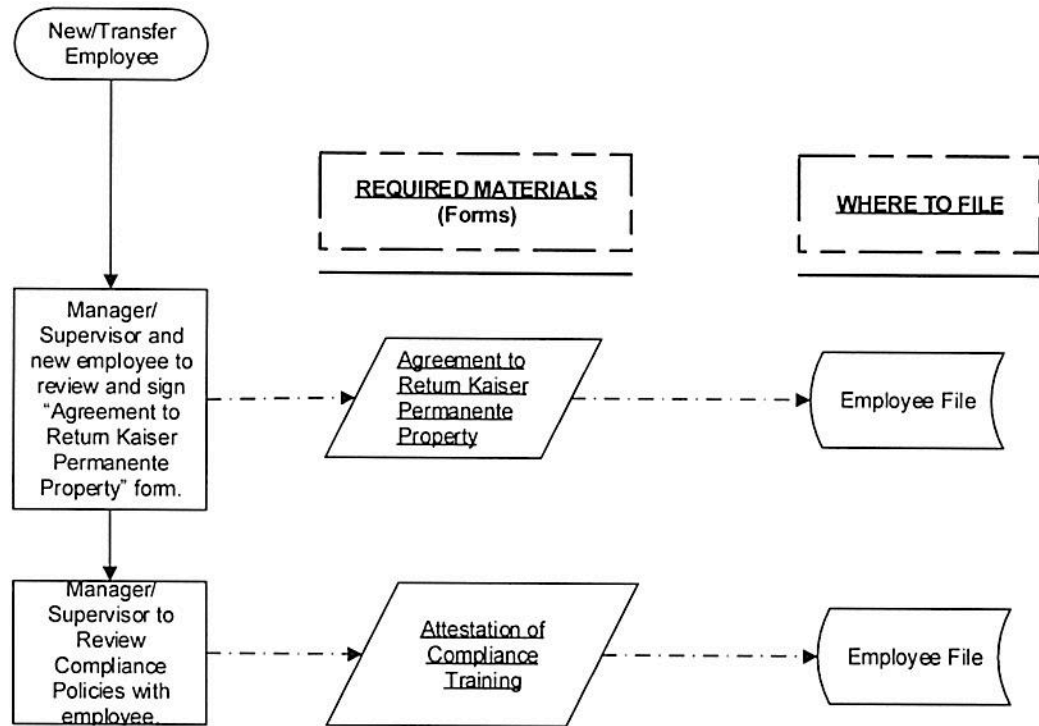 New/Transfer
Employee
REQUIRED MATERIALS
(Forms)
WHERE TO FILE
Manager/
Supervisor and
new employee to
review and sign
“Agreement to
Return Kaiser
Permanente
Property” form.
Agreement to
Return Kaiser
Permanente
Property
Employee File
Manager/
Supervisor to
Review
Compliance
Policies with
employee.
Attestation of
Compliance
Training
Employee File